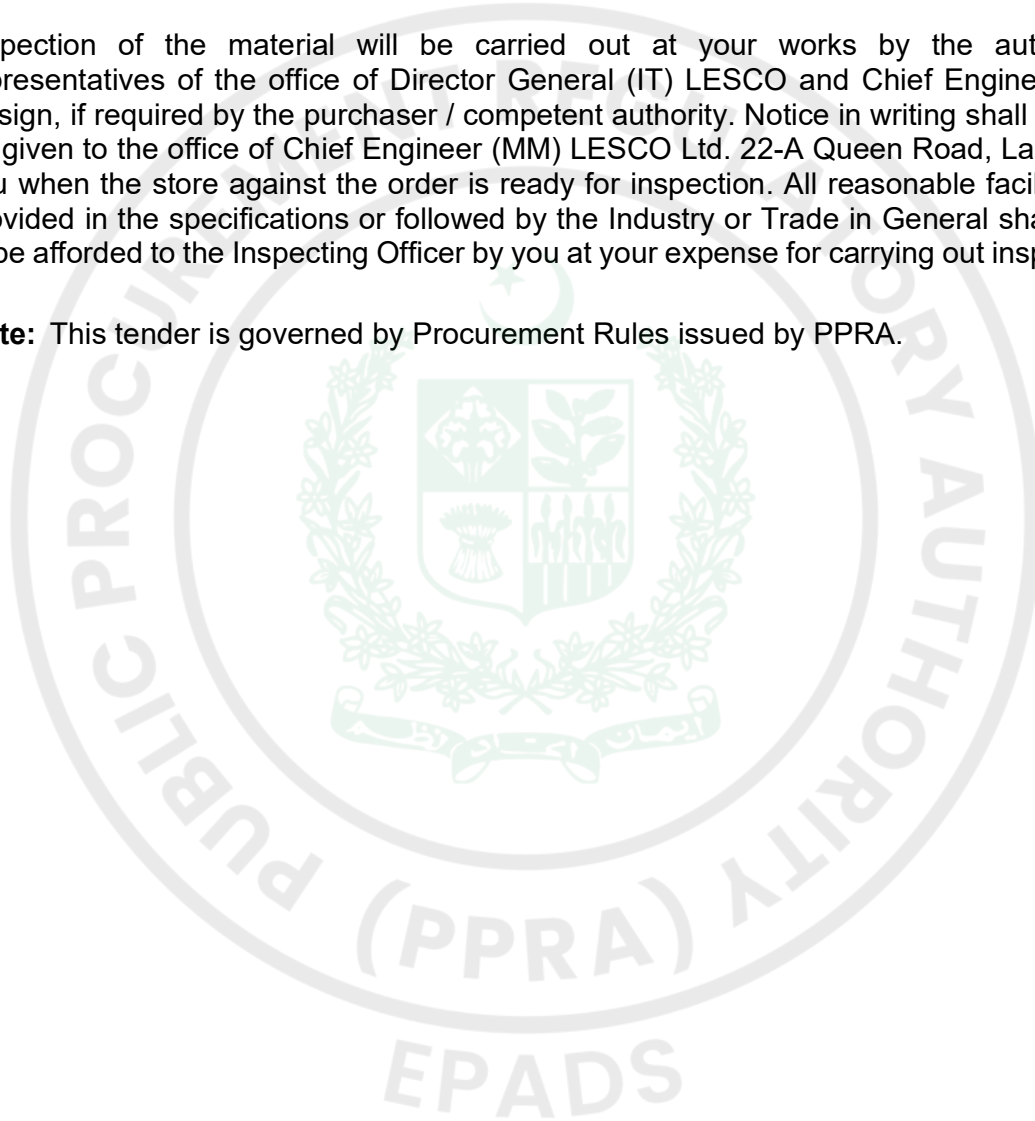 pection of the material will be carried out at your works by the aut
presentatives of the office of Director General (IT) LESCO and Chief Engine
sign, if required by the purchaser / competent authority. Notice in writing shall
given to the office of Chief Engineer (MM) LESCO Ltd. 22-A Queen Road, La
u when the store against the order is ready for inspection. All reasonable facil
ovided in the specifications or followed by the Industry or Trade in General sha
be afforded to the Inspecting Officer by you at your expense for carrying out insp
te: This tender is governed by Procurement Rules issued by PPRA.
PUBLIC PROCUREMENT REGULATORY AUTHORITY
(PPRA)
EPADS